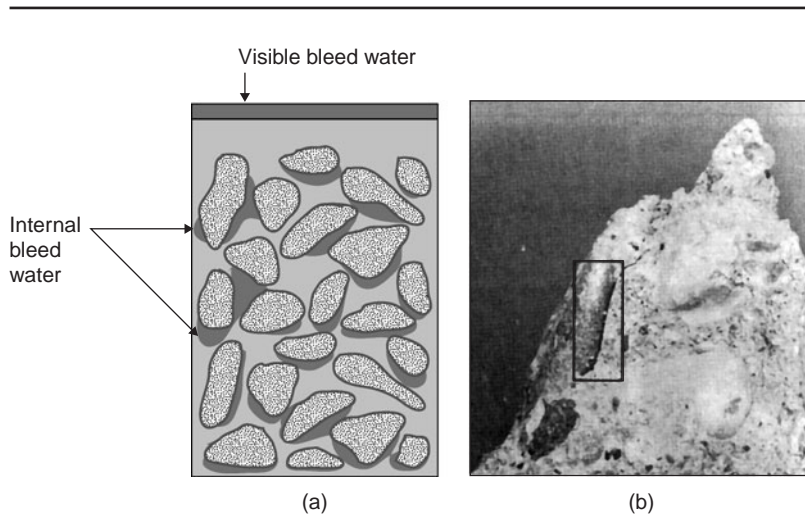 Visible bleed water
Internal
bleed
water
(a)
(b)